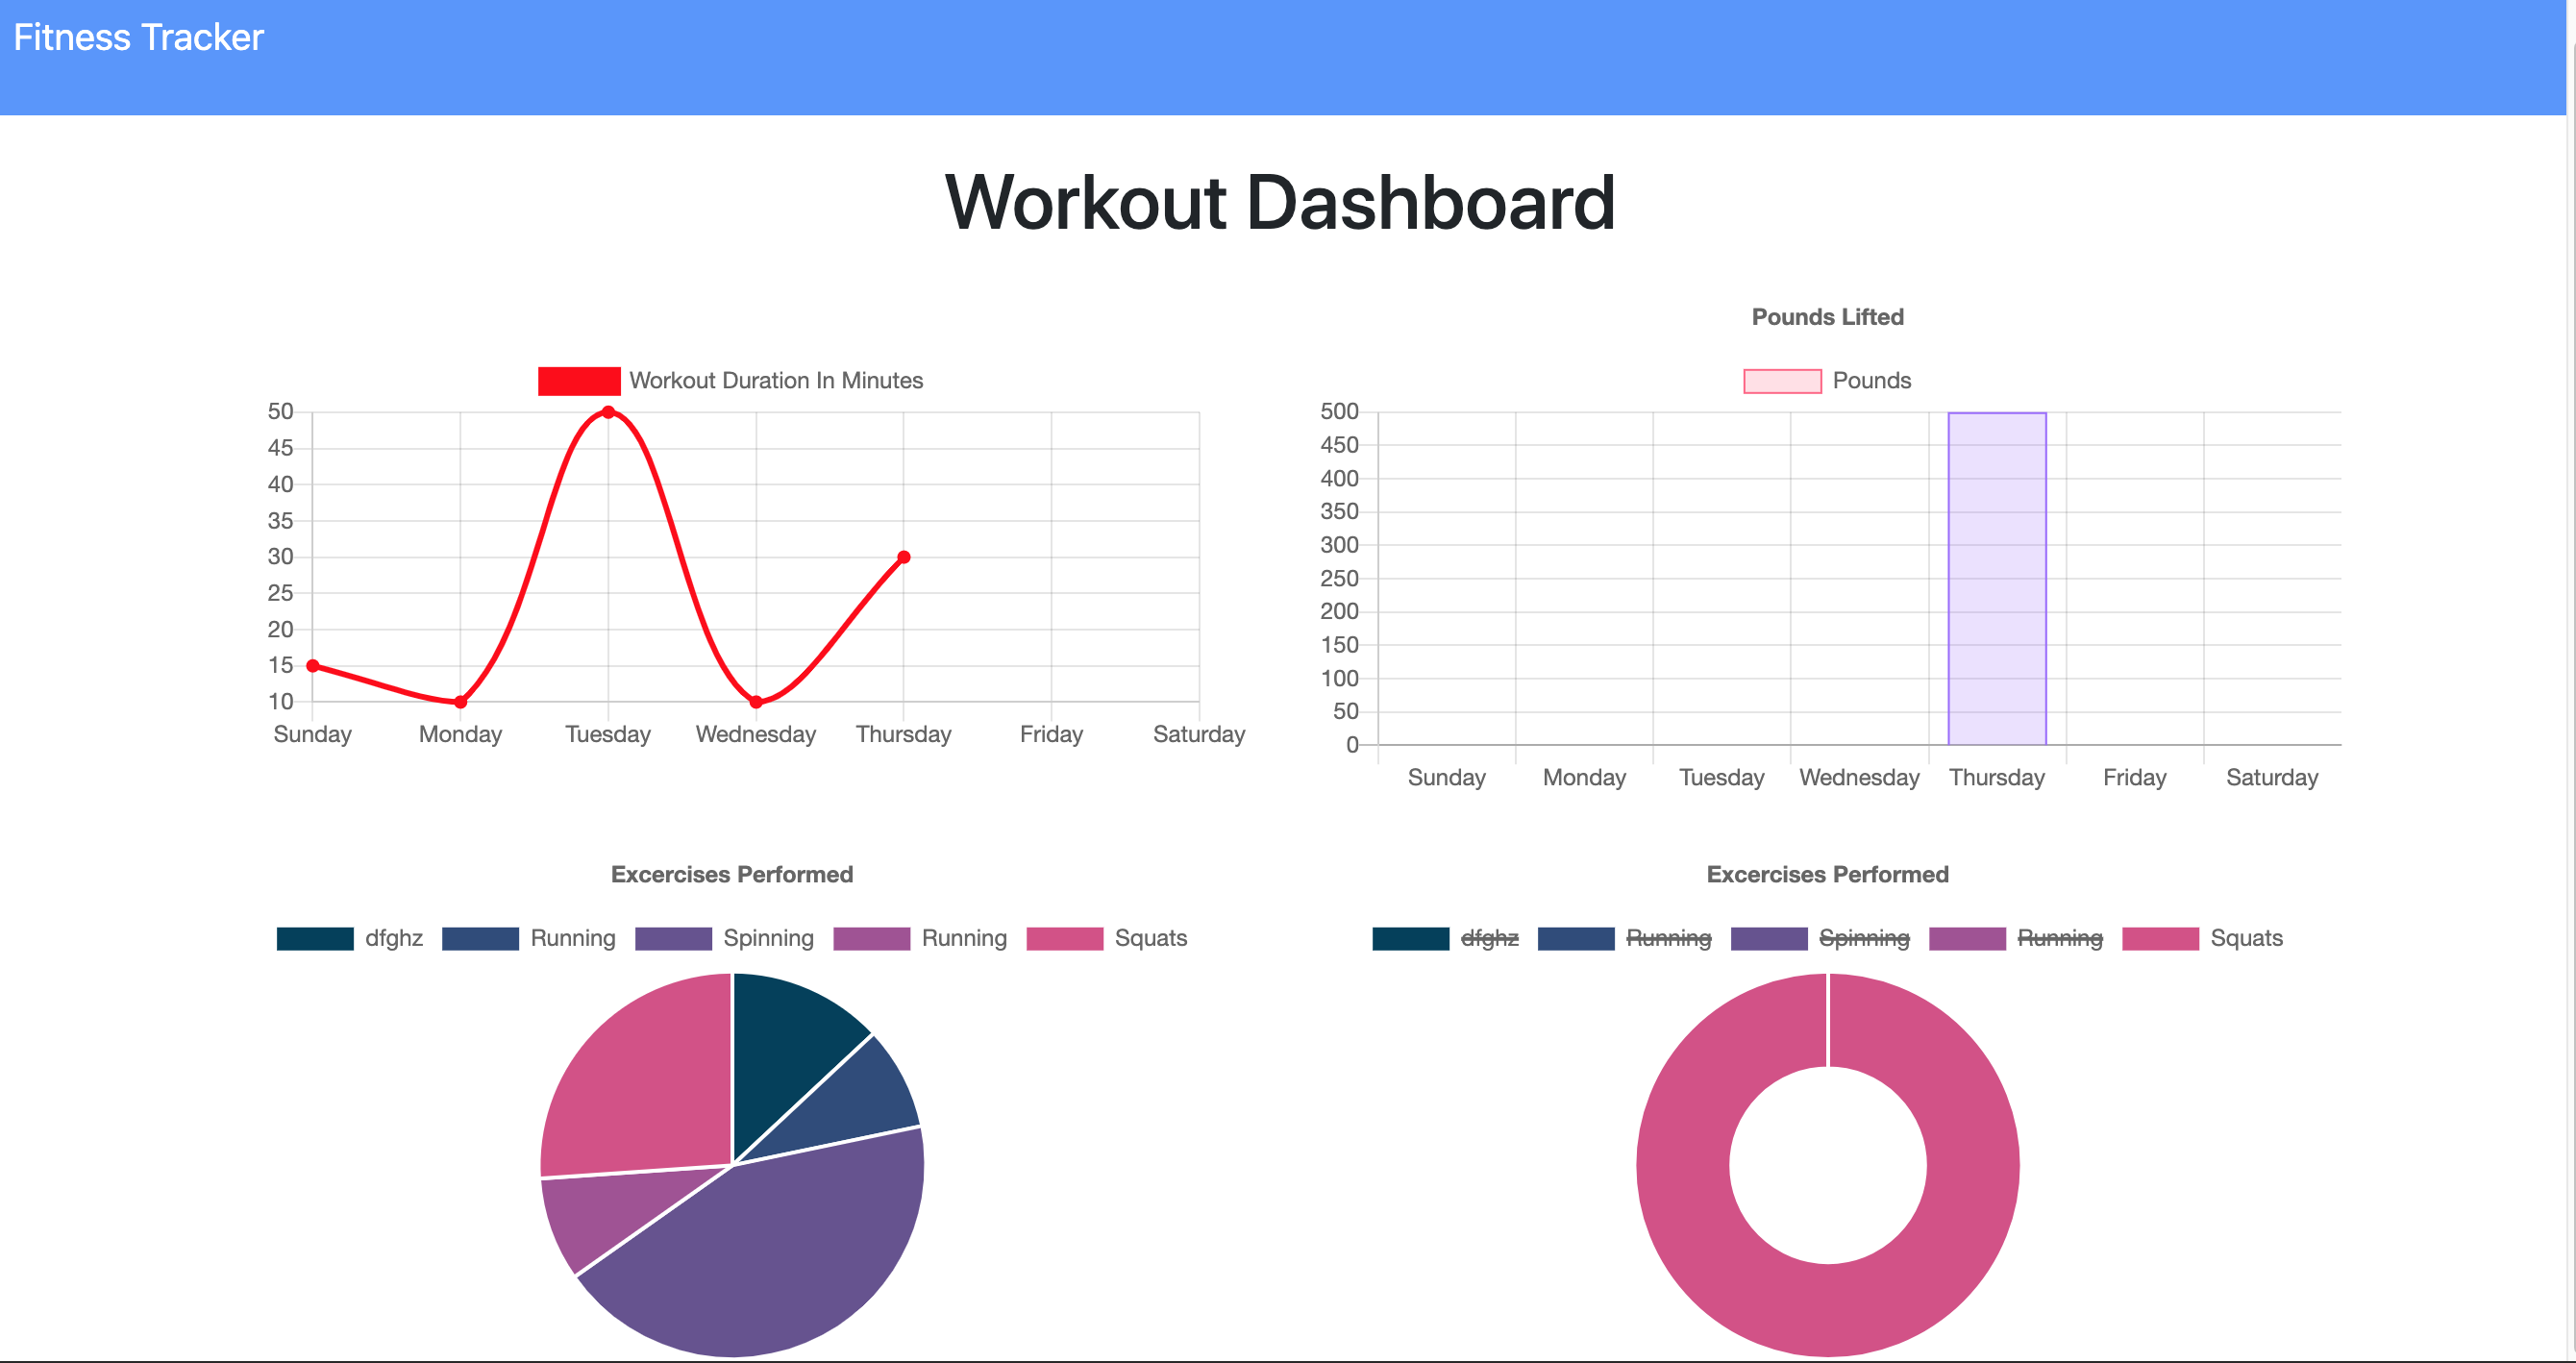 Fitness Tracker
Workout Dashboard
Workout Duration In Minutes
50
45
40
35
30
25
20
15
10
Sunday Monday Tuesday Wednesday Thursday Friday Saturday
Pounds Lifted
Pounds
500
450
400
350
300
250
200
150
100
50
0
Sunday Monday Tuesday Wednesday Thursday Friday Saturday
Excercises Performed
dfghz Running Spinning Running Squats
Excercises Performed
dfghz Running Spinning Running Squats